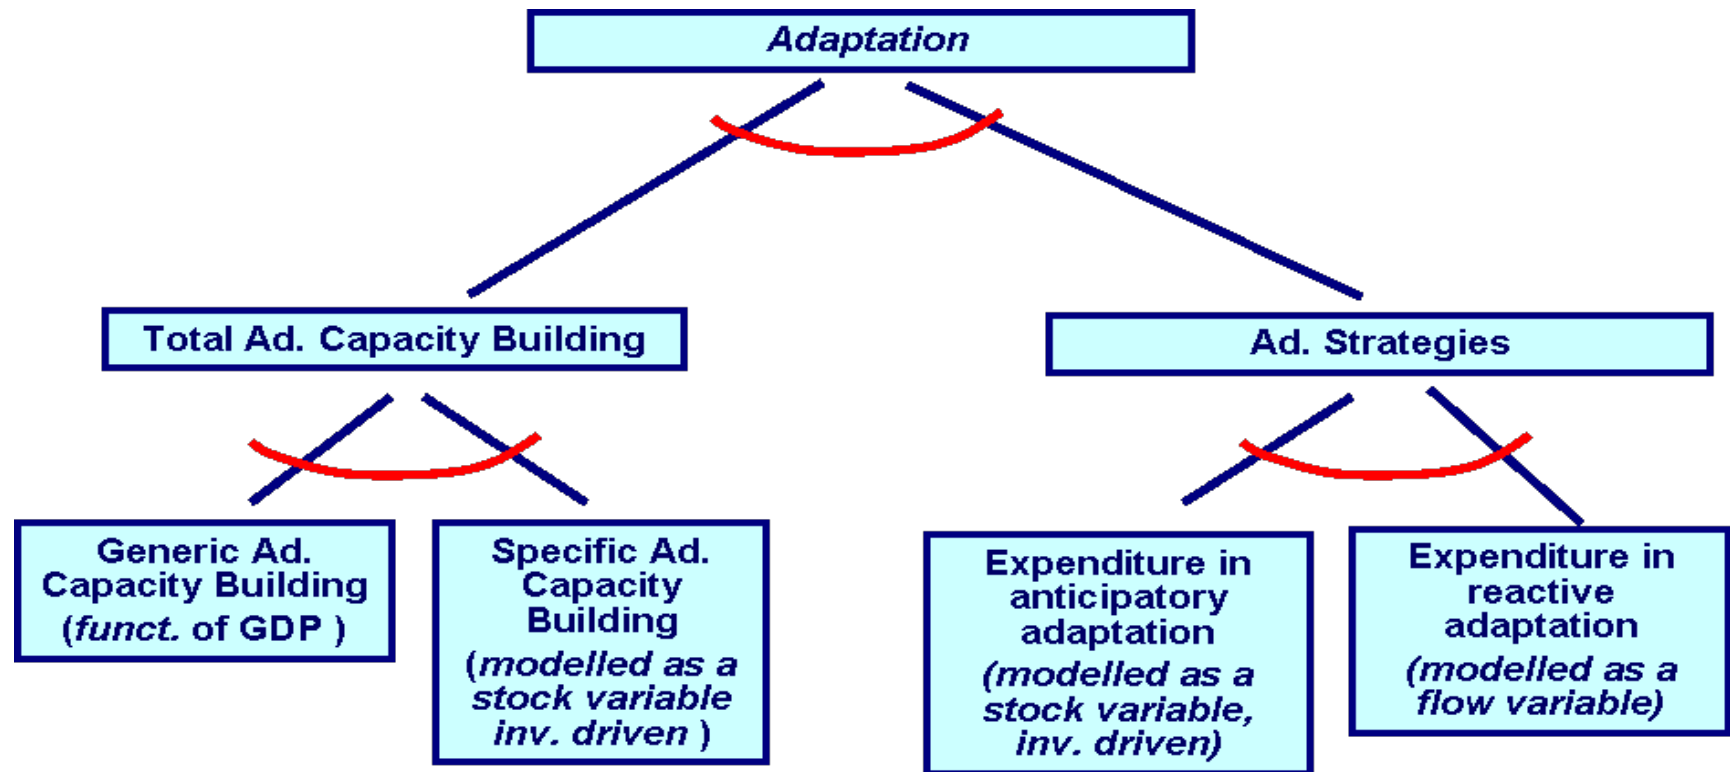 Adaptation
Total Ad. Capacity Building
Ad. Strategies
Generic Ad.
Capacity Building
(funct. of GDP )
Specific Ad.
Capacity
Building
(modelled as a
stock variable
inv. driven )
Expenditure in
anticipatory
adaptation
(modelled as a
stock variable,
inv. driven)
Expenditure in
reactive
adaptation
(modelled as a
flow variable)